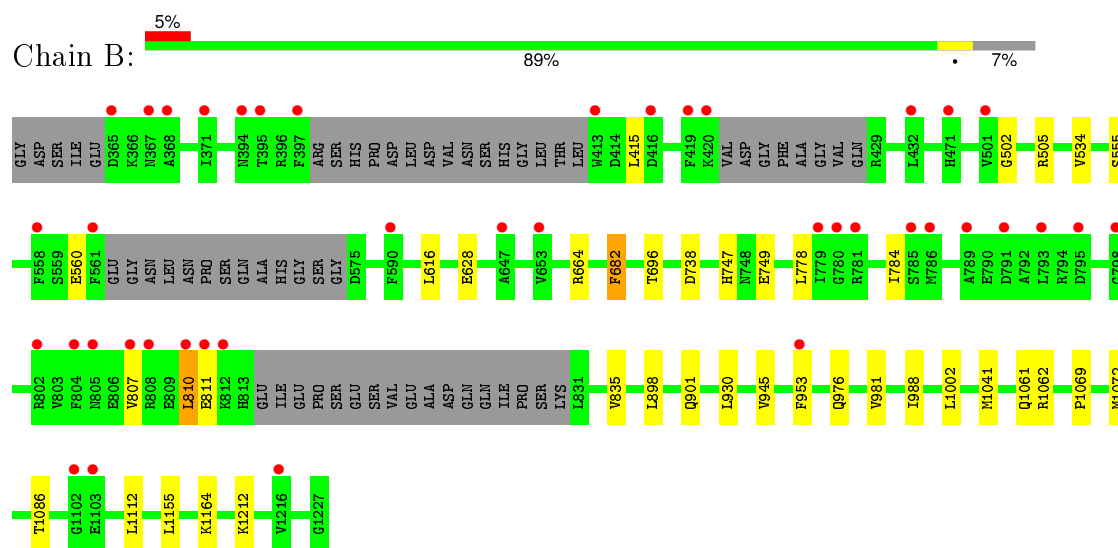 5%
Chain B:
89%
7%
GLY ASP SER ILE GLU D365 K366 N367 A368 I371 N394 T395 R396 F397 ARG SER HIS PRO ASP LEU ASP VAL ASN SER HIS GLY LEU THR LEU W413 D414 L415 D416 F419 K420 VAL ASP GLY PHE ALA GLY VAL GLN R429 L432 H471 V501 G502 R505 V534 S555
F558 S559 E560 F561 GLU GLY ASN LEU ASN PRO SER GLN ALA HIS GLY SER GLY D575 F590 L616 E628 A647 V653 R664 F682 T696 D738 H747 N748 E749 L778 I779 G780 R781 I784 S785 M786 A789 E790 D791 A792 L793 R794 D795
R802 V803 F804 N805 E806 V807 R808 E809 L810 E811 K812 H813 GLU ILE GLU PRO SER GLU SER VAL GLU ALA ASP GLN GLN ILE PRO SER LYS L831 V835 L898 Q901 L930 V945 F953 Q976 V981 I988 L1002 M1041 Q1061 R1062 P1069
T1086 G1102 E1103 L1112 L1155 K1164 K1212 V1216 G1227